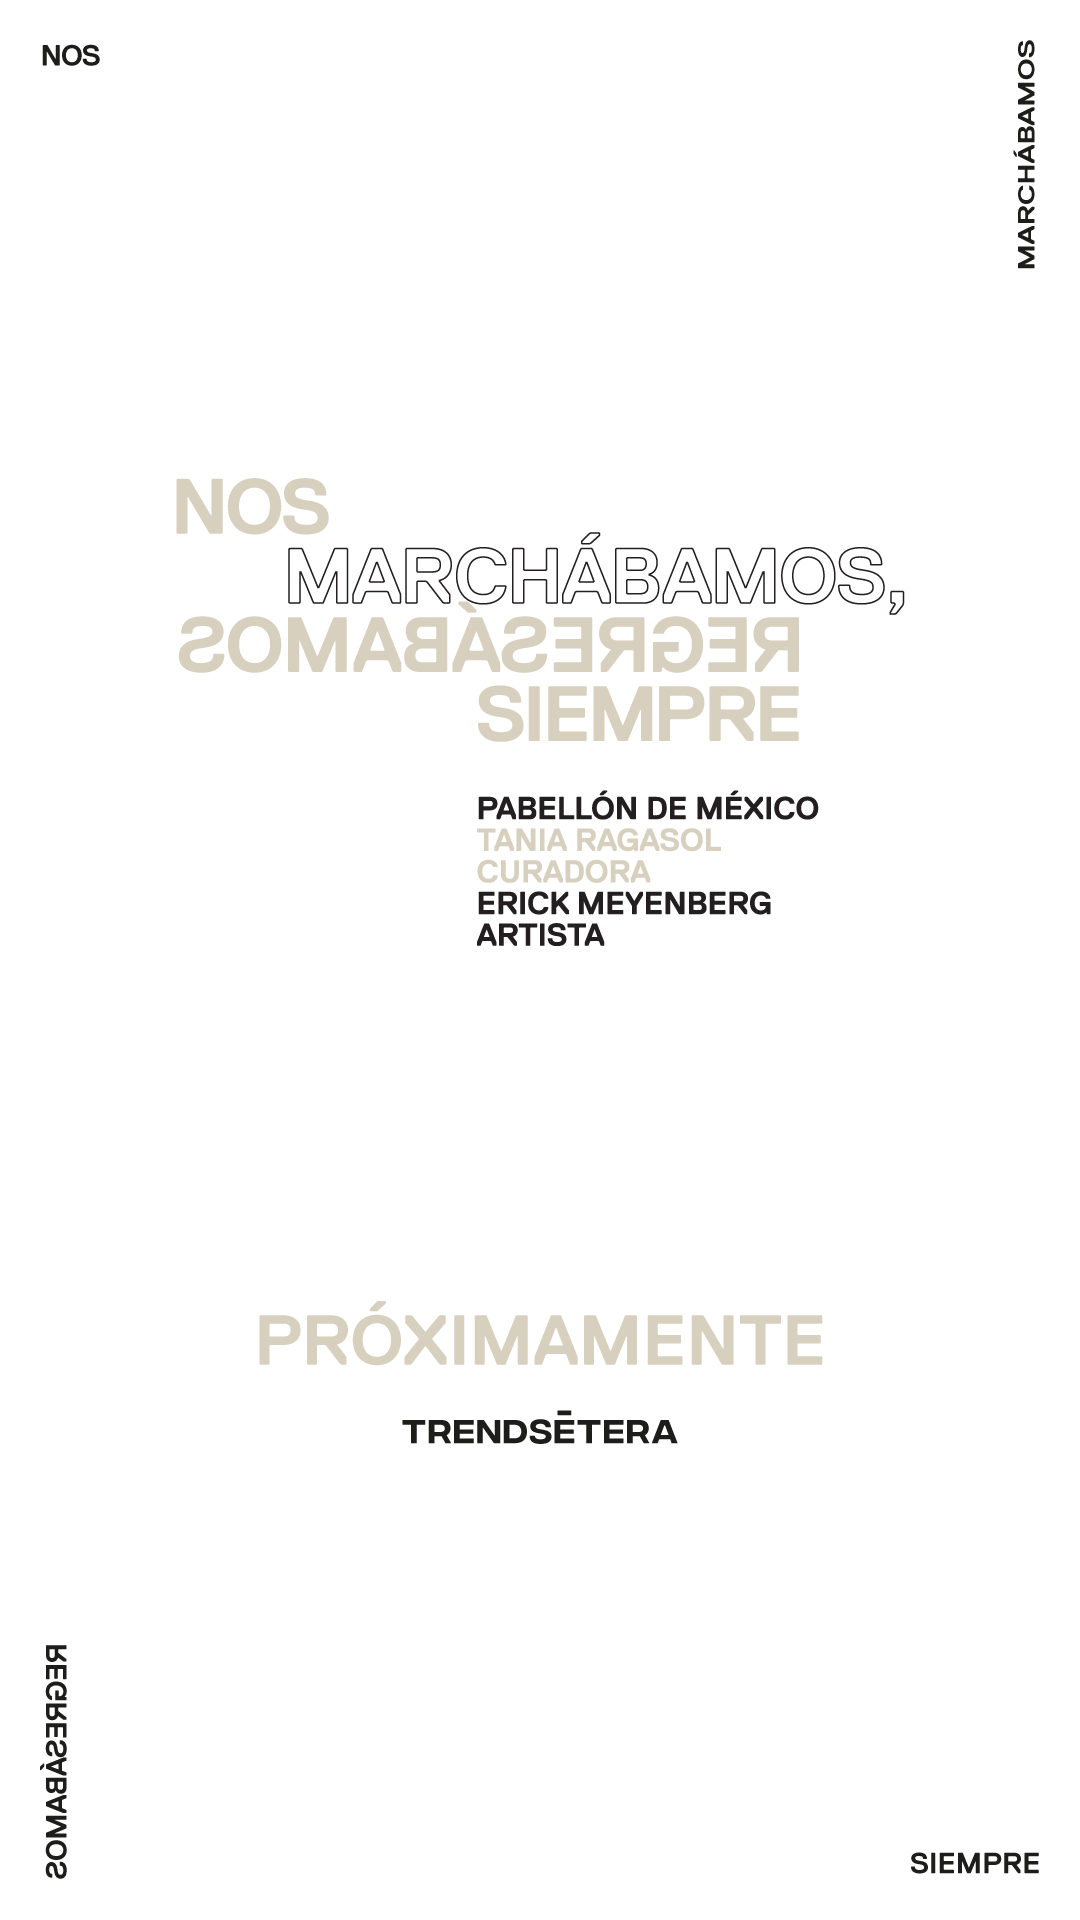 NOS
MARCHÁBAMOS
NOS
MARCHÁBAMOS,
REGRESÁBAMOS
SIEMPRE
PABELLÓN DE MÉXICO
TANIA RAGASOL
CURADORA
ERICK MEYENBERG
ARTISTA
PRÓXIMAMENTE
TRENDSĒTERA
REGRESÁBAMOS
SIEMPRE